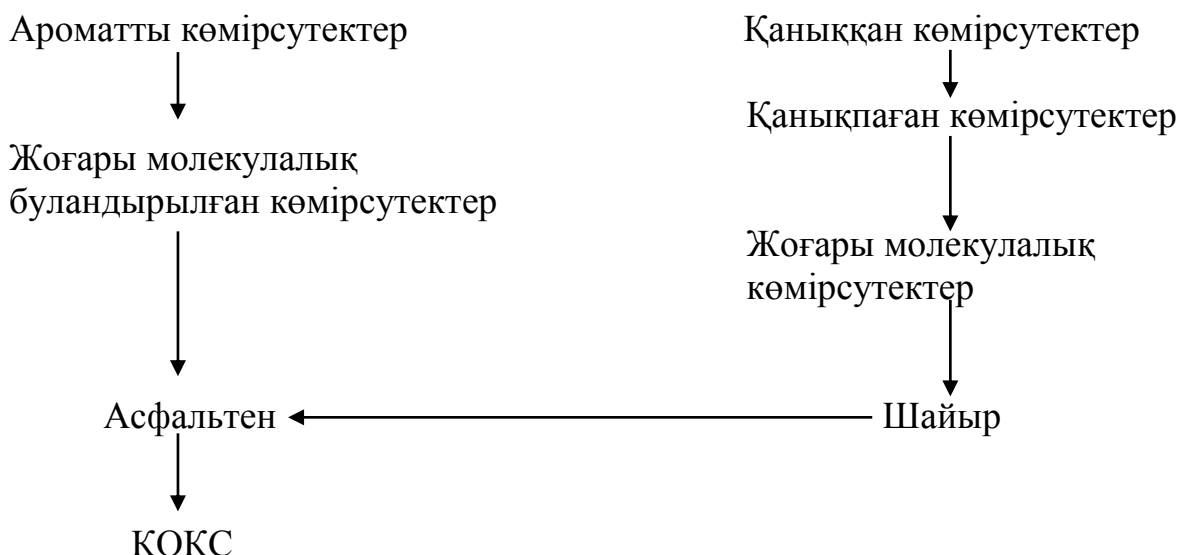 Ароматты көмірсутектер
Қаныққан көмірсутектер
Қанықпаған көмірсутектер
Жоғары молекулалық
буландырылған көмірсутектер
Жоғары молекулалық
көмірсутектер
Асфальтен
Шайыр
КОКС